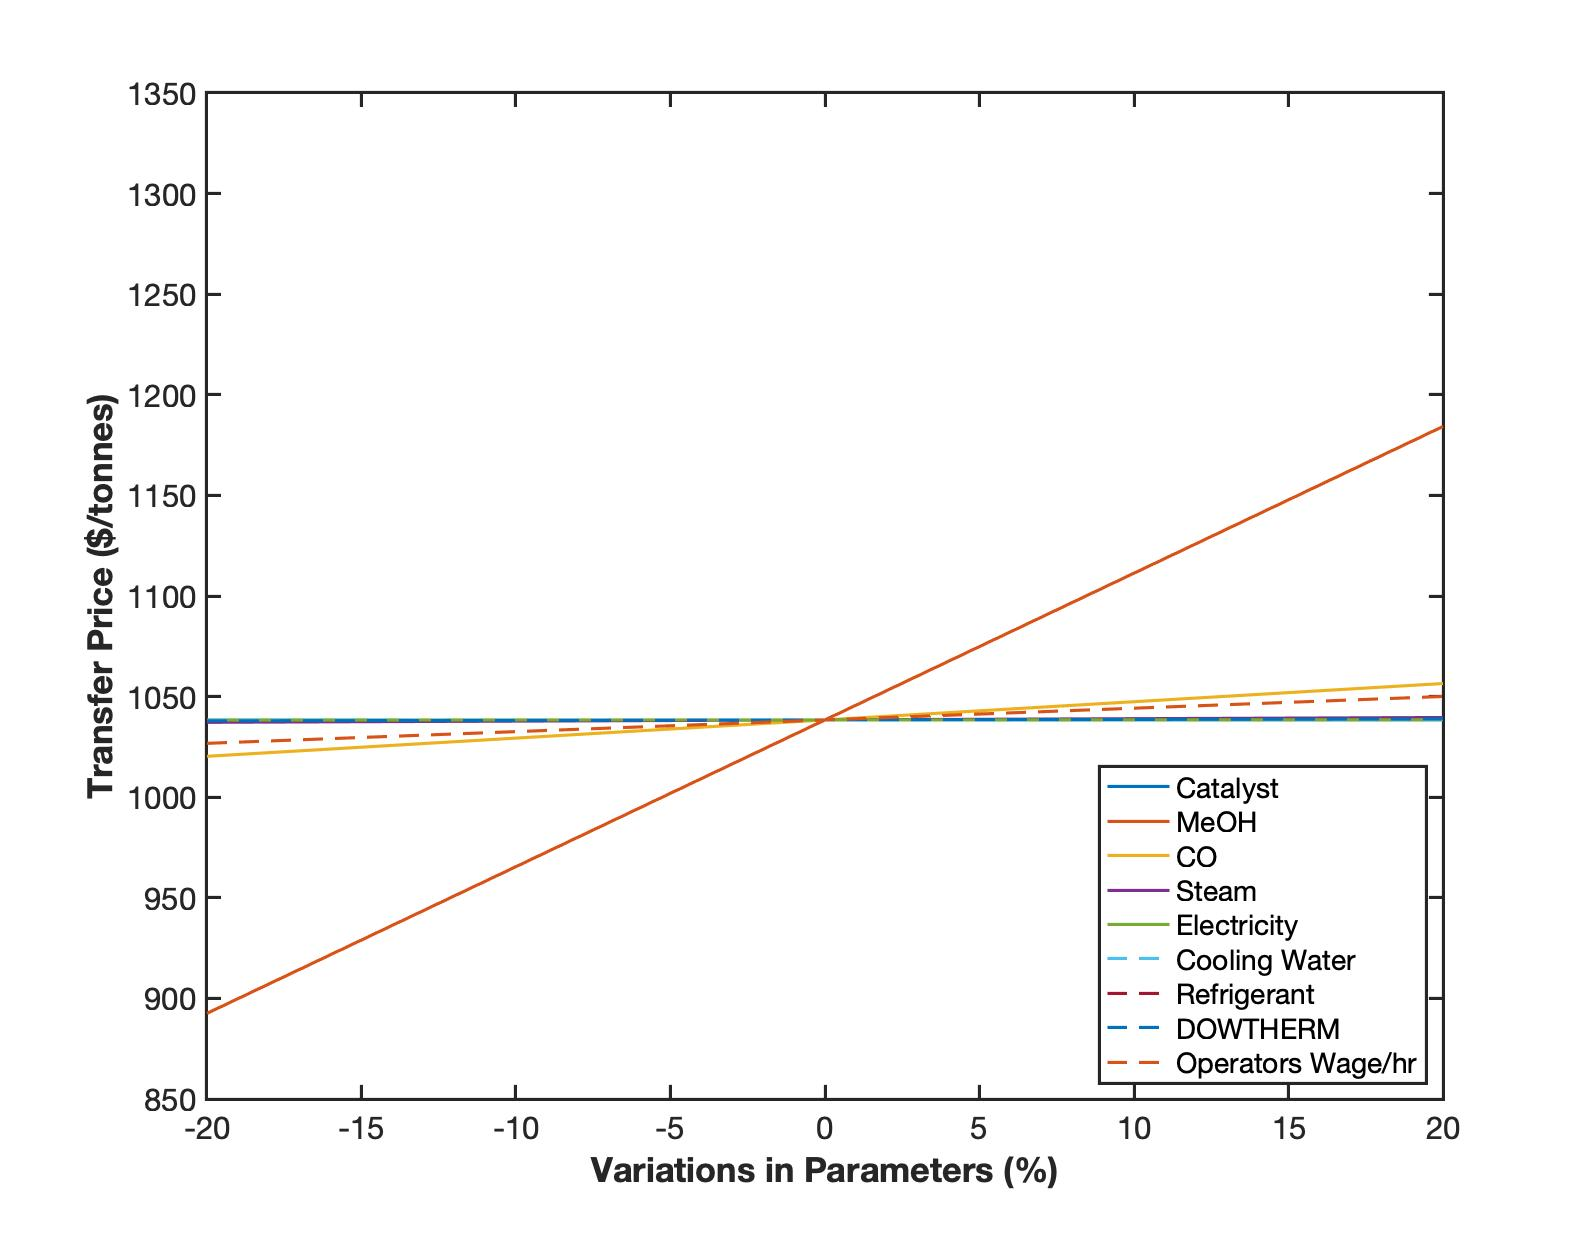 1350
1300
1250
1200
1150
1100
1050
1000
950
900
850
Transfer Price ($/tonnes)
-20 -15 -10 -5 0 5 10 15 20
Variations in Parameters (%)
Catalyst
MeOH
CO
Steam
Electricity
Cooling Water
Refrigerant
DOWTHERM
Operators Wage/hr